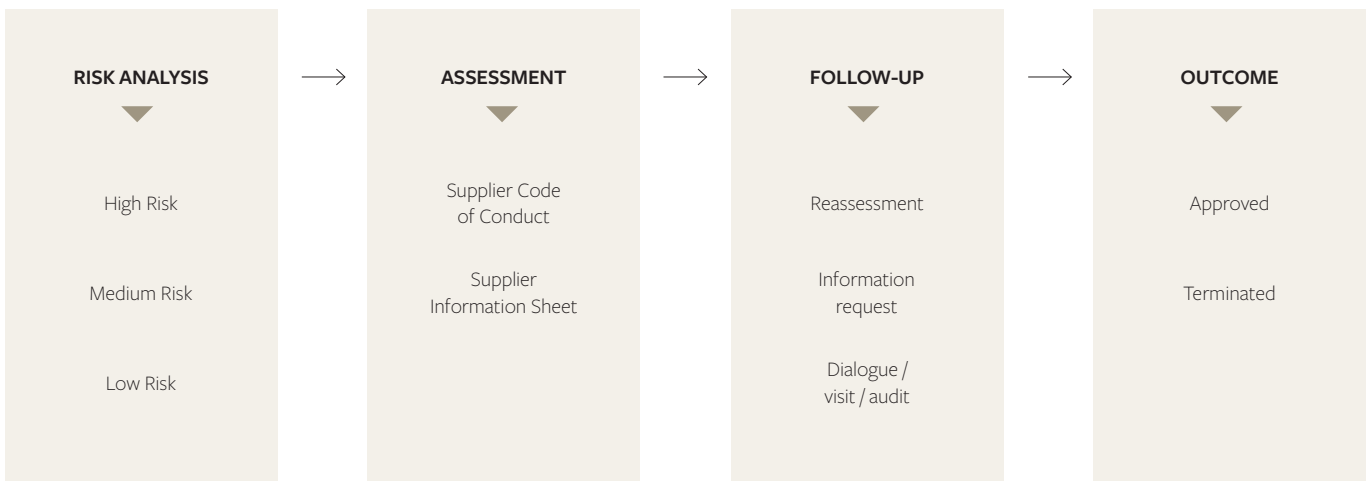 RISK ANALYSIS
High Risk
Medium Risk
Low Risk
ASSESSMENT
Supplier Code
of Conduct
Supplier
Information Sheet
FOLLOW-UP
Reassessment
Information
request
Dialogue /
visit / audit
OUTCOME
Approved
Terminated